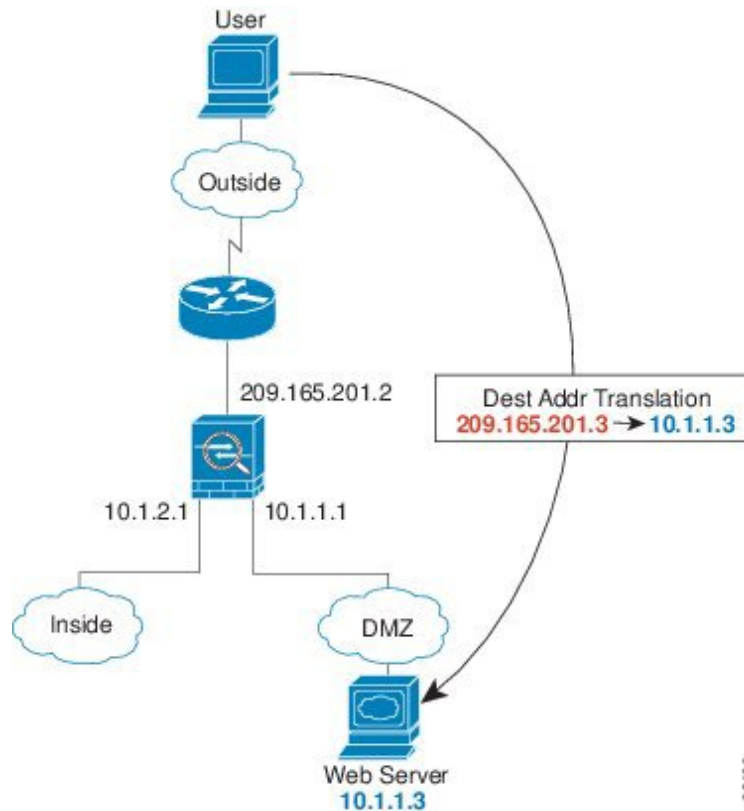 User
Outside
209.165.201.2
Dest Addr Translation
209.165.201.3 → 10.1.1.3
10.1.2.1
10.1.1.1
Inside
DMZ
Web Server
10.1.1.3